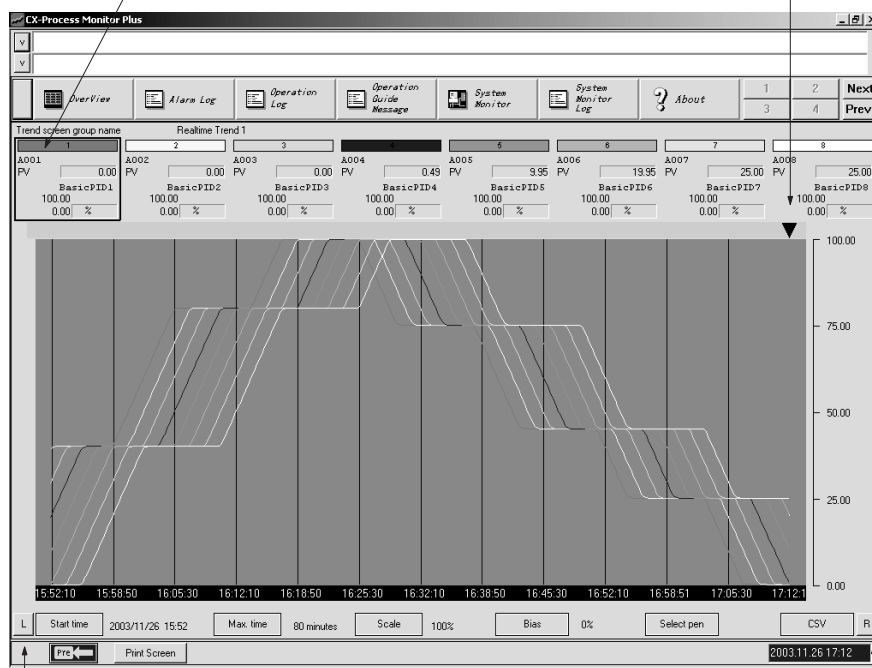 CX-Process Monitor Plus
v
v
OverView
Alarm Log
Operation Log
Operation Guide Message
System Monitor
System Monitor Log
About
1 2 Next
3 4 Prev
Trend screen group name Realtime Trend 1
1 2 3 4 5 6 7 8
A001 A002 A003 A004 A005 A006 A007 A008
PV 0.00 PV 0.00 PV 0.00 PV 0.49 PV 9.95 PV 19.95 PV 25.00 PV 25.00
BasicPID1 BasicPID2 BasicPID3 BasicPID4 BasicPID5 BasicPID6 BasicPID7 BasicPID8
100.00 100.00 100.00 100.00 100.00 100.00 100.00 100.00
0.00 % 0.00 % 0.00 % 0.00 % 0.00 % 0.00 % 0.00 % 0.00 %
100.00
75.00
50.00
25.00
0.00
15:52:10 15:58:50 16:05:30 16:12:10 16:18:50 16:25:30 16:32:10 16:38:50 16:45:30 16:52:10 16:58:51 17:05:30 17:12:1
L Start time 2003/11/26 15:52 Max. time 80 minutes Scale 100% Bias 0% Select pen CSV R
Pre Print Screen 2003.11.26 17:12